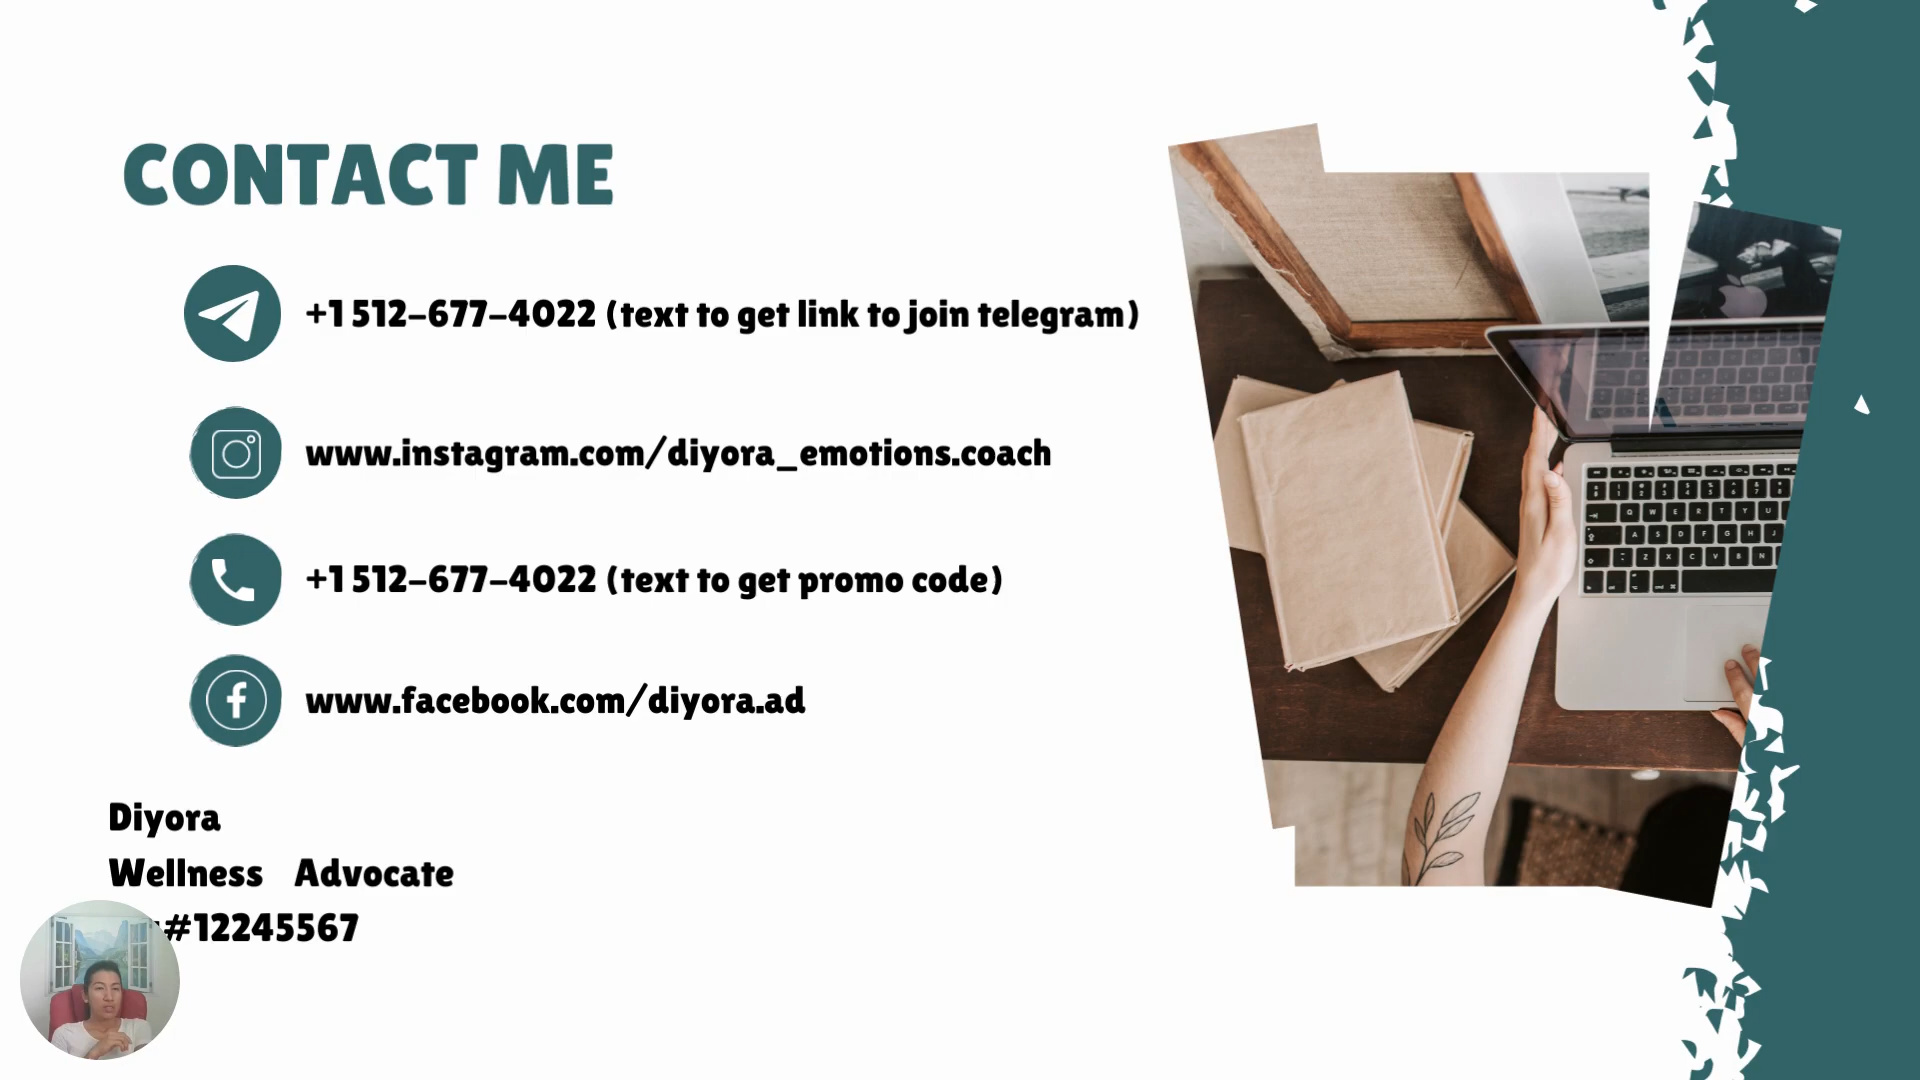 CONTACT ME
+1 512-677-4022 (text to get link to join telegram)
www.instagram.com/diyora_emotions.coach
+1 512-677-4022 (text to get promo code)
www.facebook.com/diyora.ad
Diyora
Wellness Advocate
#12245567